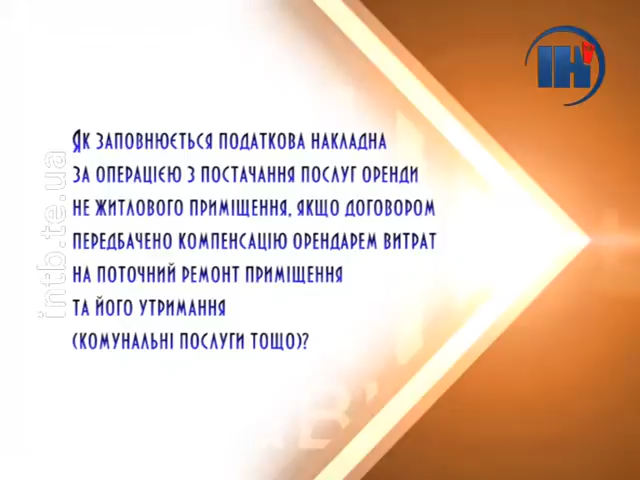 ІН
Як заповнюється податкова накладна
за операцією з постачання послуг оренди
не житлового приміщення, якщо договором
передбачено компенсацію орендарем витрат
на поточний ремонт приміщення
та його утримання
(комунальні послуги тощо)?
intb.te.ua